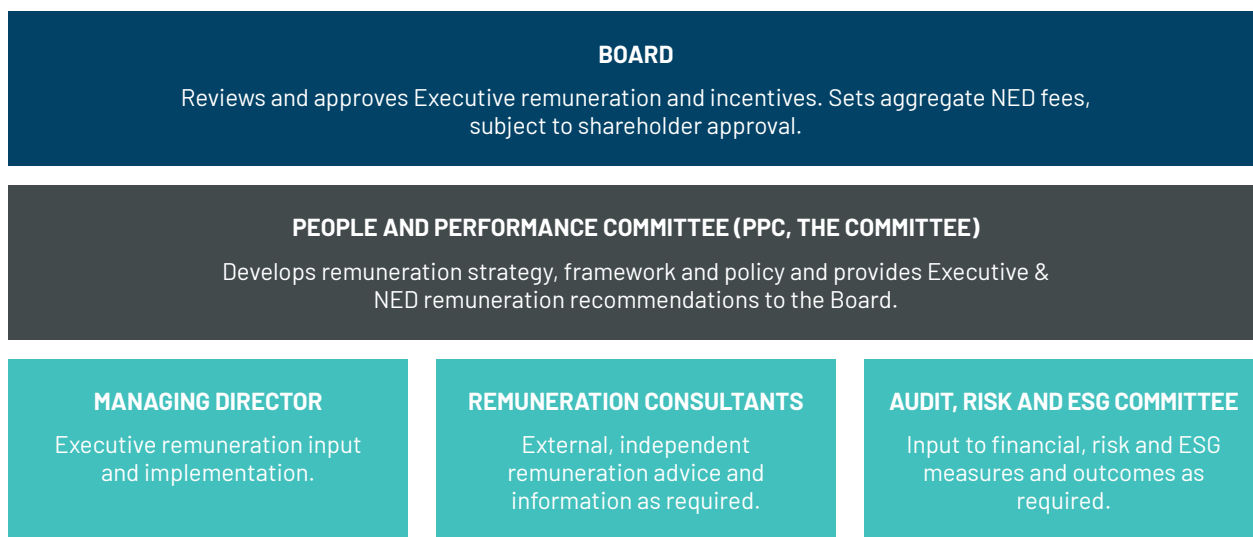 BOARD
Reviews and approves Executive remuneration and incentives. Sets aggregate NED fees,
subject to shareholder approval.
PEOPLE AND PERFORMANCE COMMITTEE (PPC, THE COMMITTEE)
Develops remuneration strategy, framework and policy and provides Executive &
NED remuneration recommendations to the Board.
MANAGING DIRECTOR
Executive remuneration input
and implementation.
REMUNERATION CONSULTANTS
External, independent
remuneration advice and
information as required.
AUDIT, RISK AND ESG COMMITTEE
Input to financial, risk and ESG
measures and outcomes as
required.